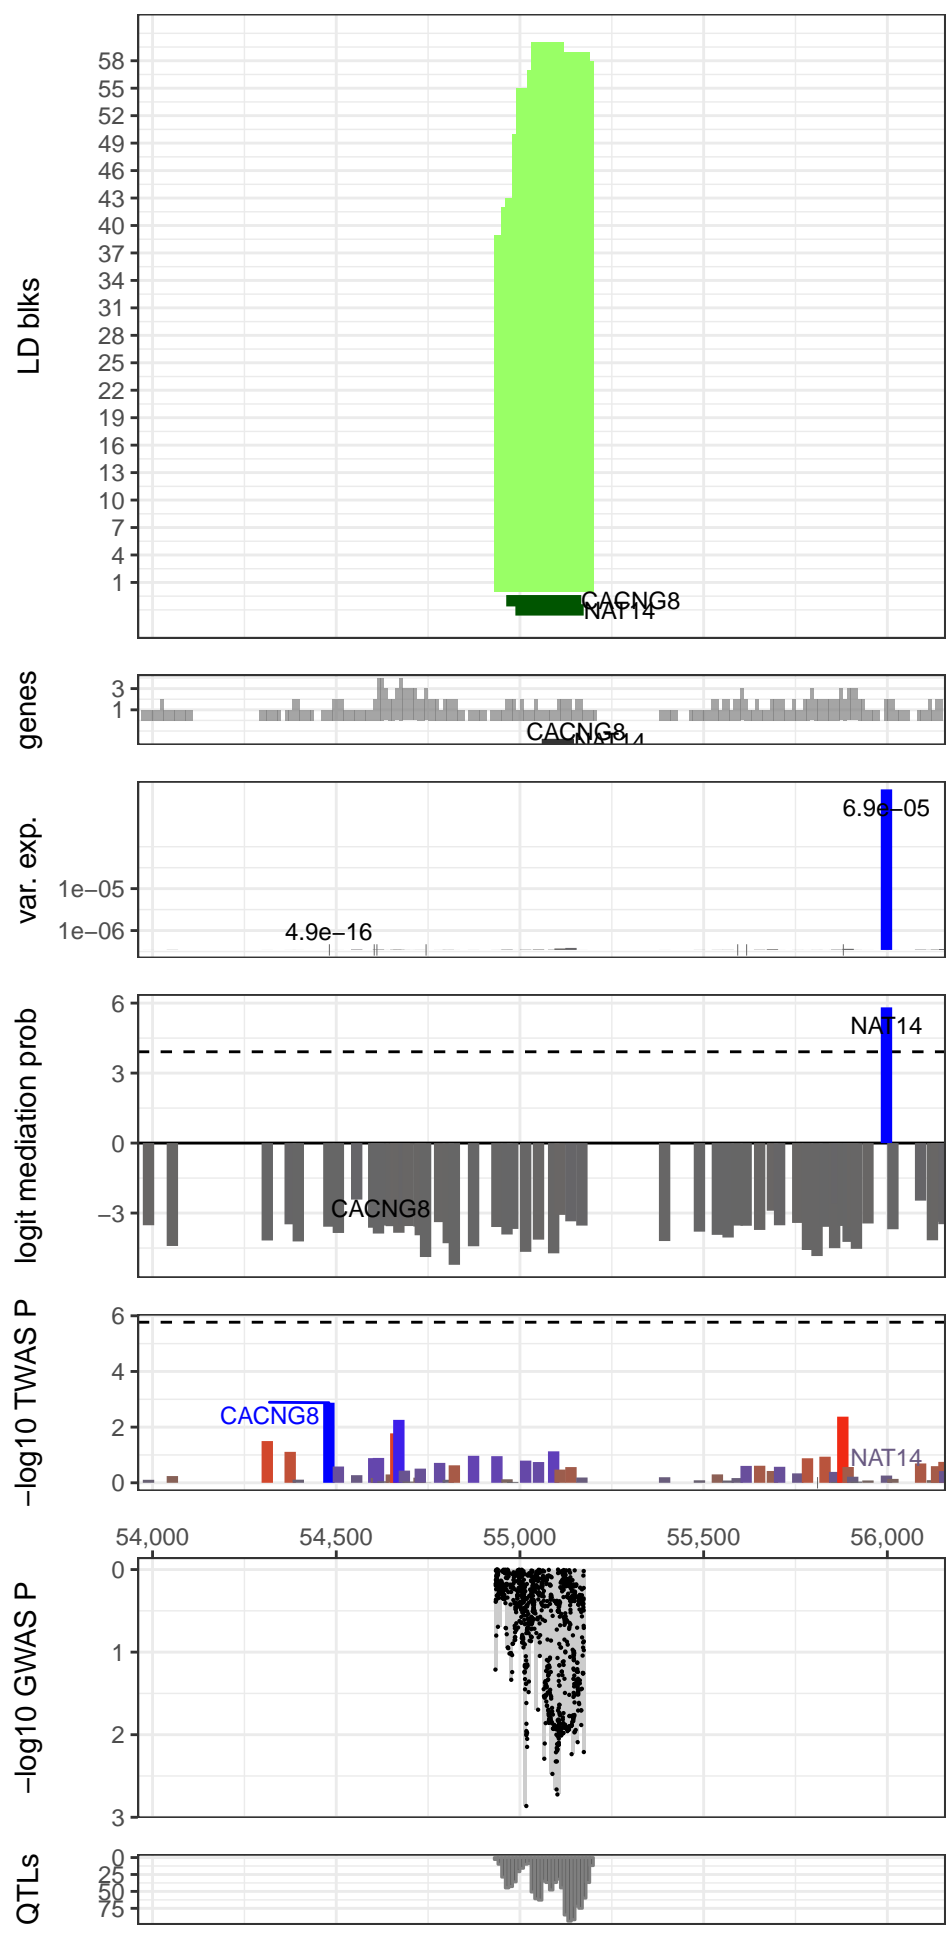 LD blks
58
55
52
49
46
43
40
37
34
31
28
25
22
19
16
13
10
7
4
1
CACNG8
NAT14
genes
3
1
CACNG8
NAT14
var. exp.
1e−05
1e−06
6.9e−05
4.9e−16
logit mediation prob
6
3
0
−3
NAT14
CACNG8
−log10 TWAS P
6
4
2
0
CACNG8
NAT14
54,000
54,500
55,000
55,500
56,000
−log10 GWAS P
0
1
2
3
QTLs
0
25
50
75